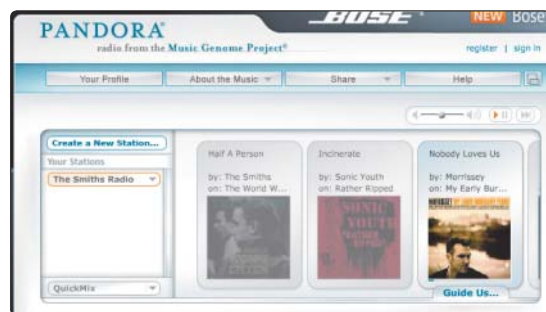 BOSE
NEW Bose
PANDORA®
radio from the Music Genome Project®
register | sign in
Your Profile
About the Music
Share
Help
Create a New Station...
Your Stations
The Smiths Radio
QuickMix
Half A Person
by: The Smiths
on: The World W...
Incinerate
by: Sonic Youth
on: Rather Ripped
SONIC
YOUTH
Nobody Loves Us
by: Morrissey
on: My Early Bur...
Guide Us...